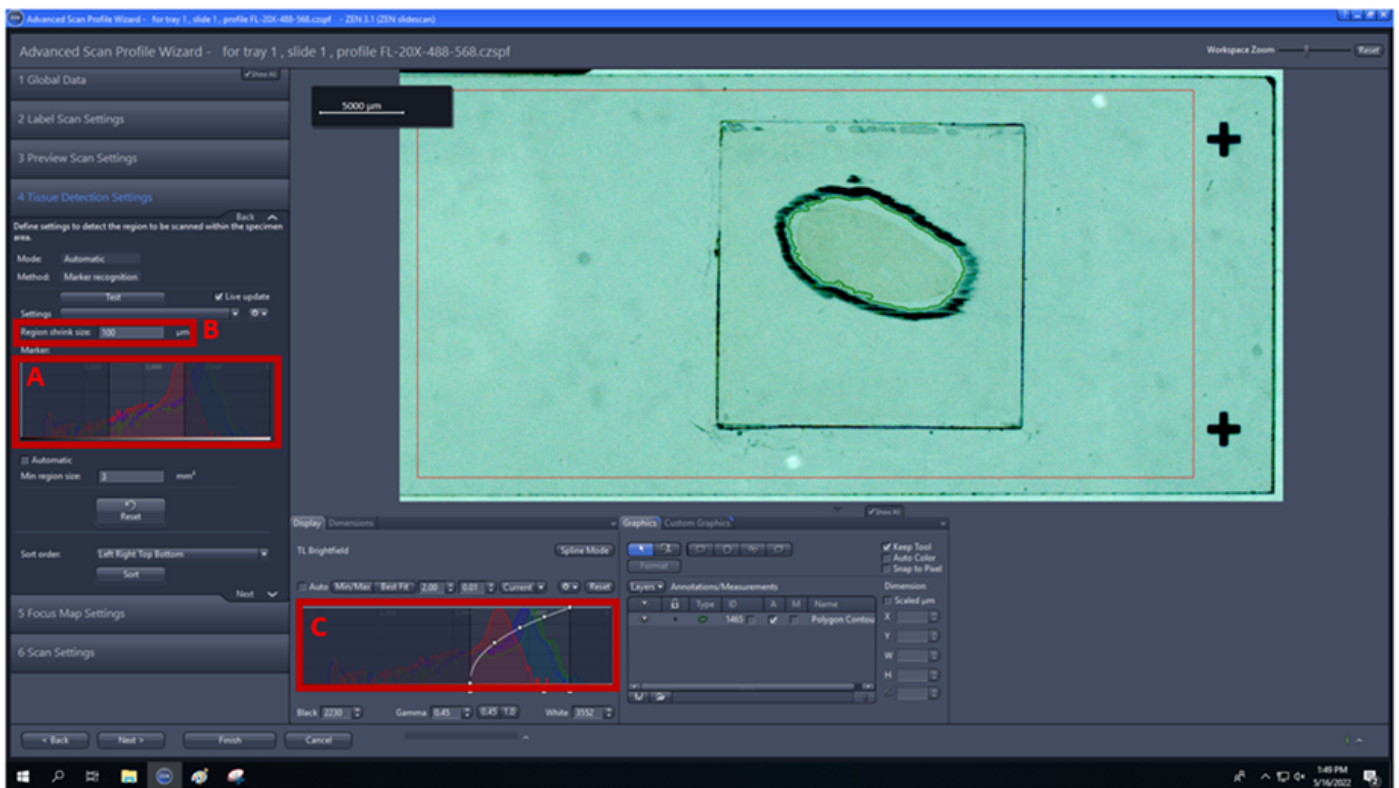 Advanced Scan Profile Wizard - for tray 1 , slide 1 , profile FL-20X-488-568.czspf - ZEN 3.1 (ZEN slidescan)
Advanced Scan Profile Wizard - for tray 1 , slide 1 , profile FL-20X-488-568.czspf
Workspace Zoom
Reset
1 Global Data
Show All
2 Label Scan Settings
3 Preview Scan Settings
4 Tissue Detection Settings
Back
Define settings to detect the region to be scanned within the specimen
area.
Mode: Automatic
Method: Marker recognition
Test
Live update
Settings
Region shrink size: 100 µm
B
Marker:
A
Automatic
Min region size: 3 mm²
Reset
Sort order: Left Right Top Bottom
Sort
Next
5 Focus Map Settings
6 Scan Settings
5000 µm
Show All
Display Dimensions
TL Brightfield
Spline Mode
Auto Min/Max Best Fit 2.00 0.01 Current Reset
C
Black 2230 Gamma 0.45 0.45 1.0 White 3552
Graphics Custom Graphics
Keep Tool
Auto Color
Snap to Pixel
Format
Layers Annotations/Measurements
Type ID A M Name
1465 Polygon Contou
Dimension
Scaled µm
X
Y
W
H
< Back Next > Finish Cancel
ZEN
1:49 PM
5/16/2022